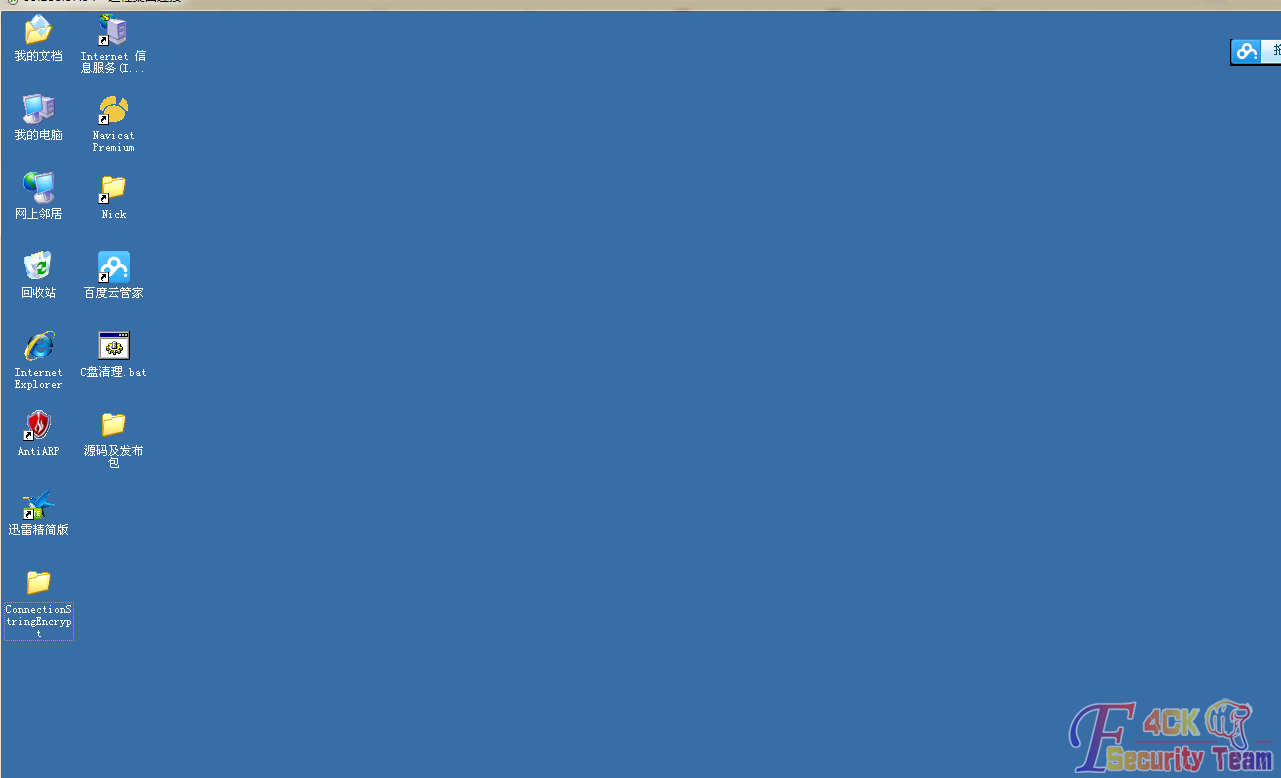 我的文档
Internet 信
息服务(I...
我的电脑
Navicat
Premium
网上邻居
Nick
回收站
百度云管家
Internet
Explorer
C盘清理.bat
AntiARP
源码及发布
包
迅雷精简版
ConnectionS
tringEncryp
t
F4CK
Security Team